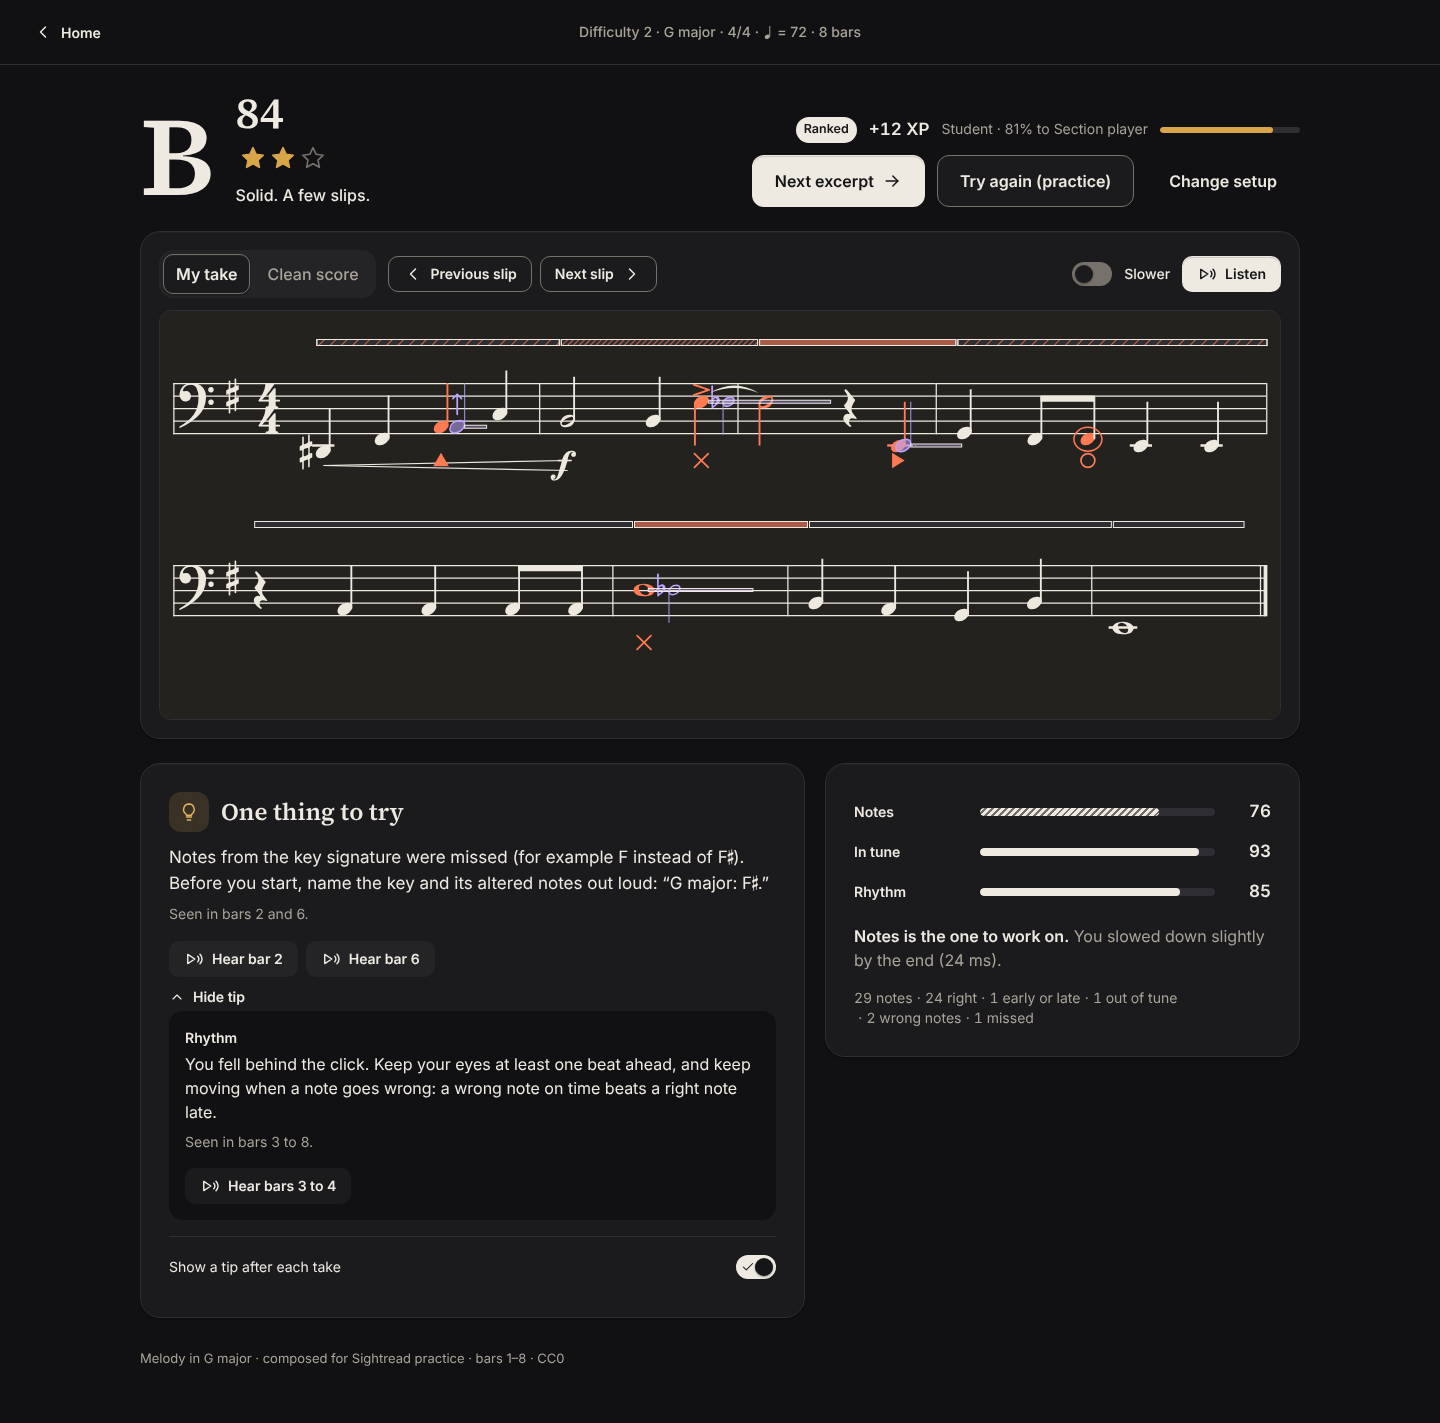 Home
Difficulty 2 · G major · 4/4 · ♩ = 72 · 8 bars
B
84
Solid. A few slips.
Ranked +12 XP Student · 81% to Section player
Next excerpt → Try again (practice) Change setup
My take Clean score Previous slip Next slip Slower Listen
4
4
f
One thing to try
Notes from the key signature were missed (for example F instead of F♯).
Before you start, name the key and its altered notes out loud: “G major: F♯.”
Seen in bars 2 and 6.
Hear bar 2 Hear bar 6
Hide tip
Rhythm
You fell behind the click. Keep your eyes at least one beat ahead, and keep
moving when a note goes wrong: a wrong note on time beats a right note
late.
Seen in bars 3 to 8.
Hear bars 3 to 4
Show a tip after each take
Notes 76
In tune 93
Rhythm 85
Notes is the one to work on. You slowed down slightly
by the end (24 ms).
29 notes · 24 right · 1 early or late · 1 out of tune
· 2 wrong notes · 1 missed
Melody in G major · composed for Sightread practice · bars 1–8 · CC0